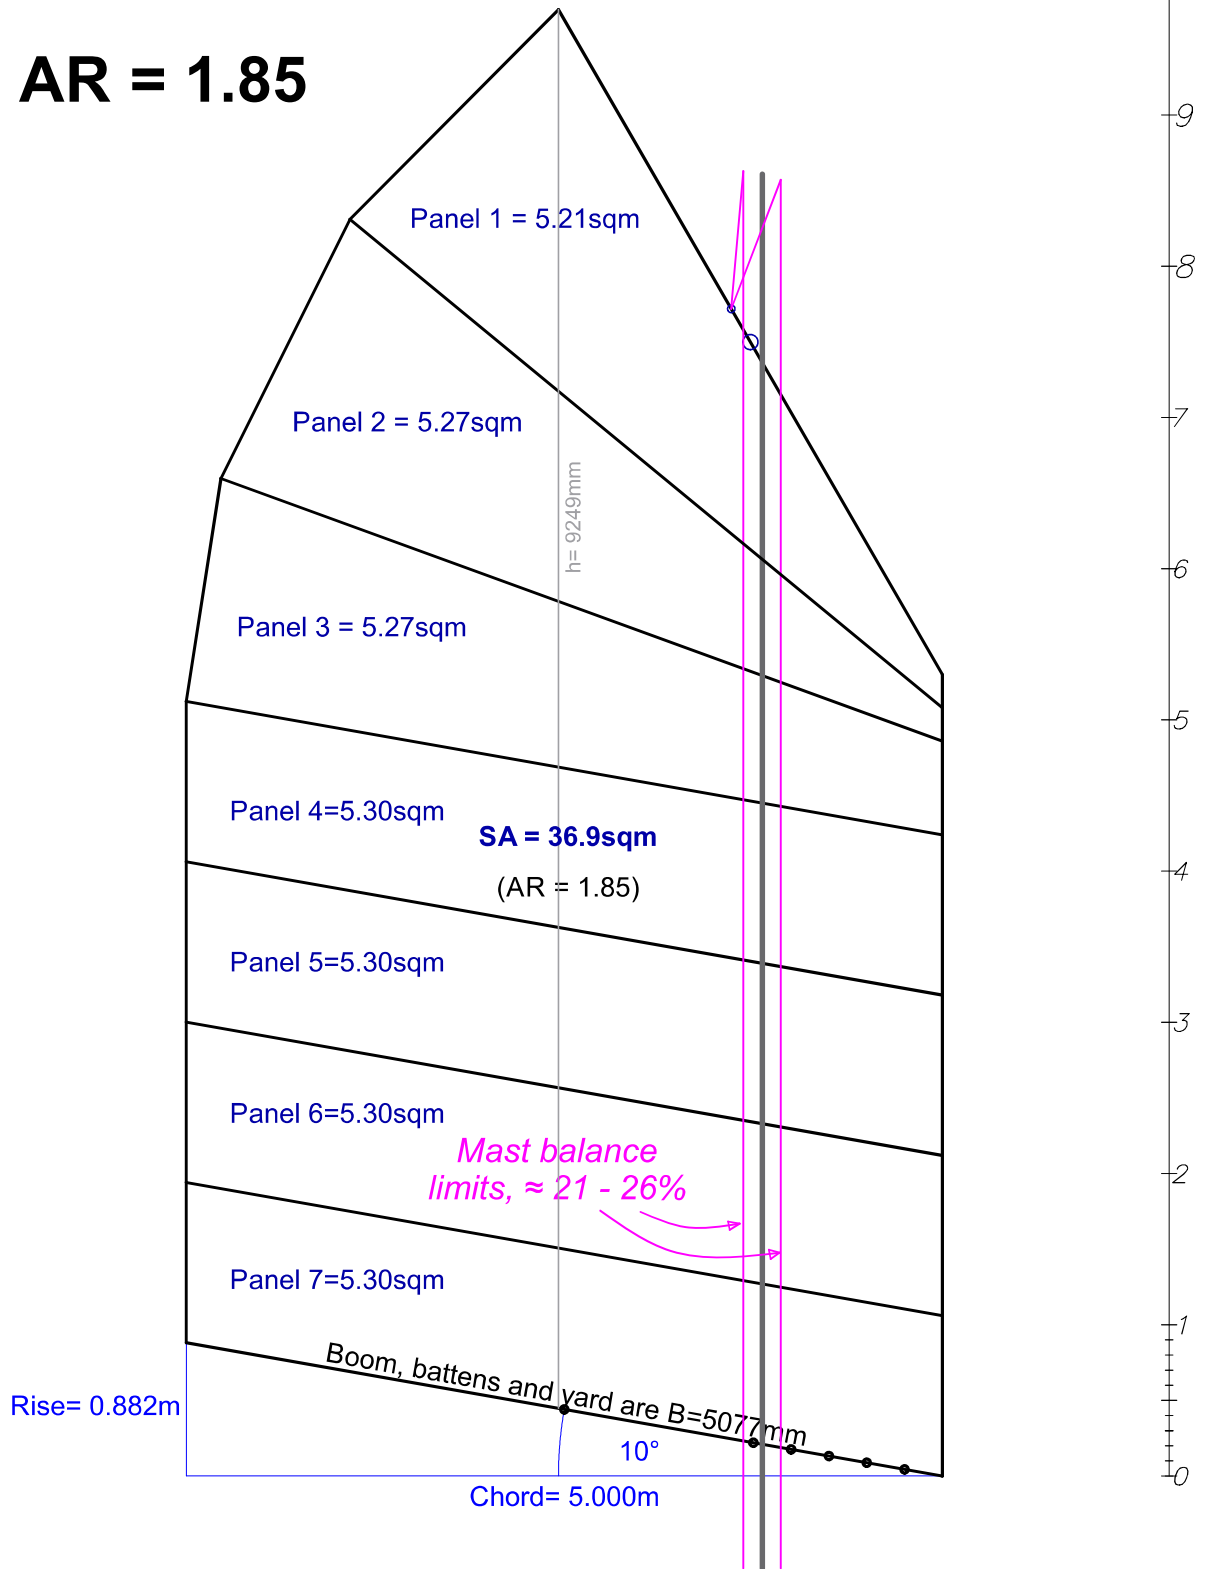 AR = 1.85
9
Panel 1 = 5.21sqm
8
7
Panel 2 = 5.27sqm
h= 9249mm
6
Panel 3 = 5.27sqm
5
Panel 4=5.30sqm
SA = 36.9sqm
4
(AR = 1.85)
Panel 5=5.30sqm
3
Panel 6=5.30sqm
Mast balance
2
limits, ≈ 21 - 26%
Panel 7=5.30sqm
1
Boom, battens and yard are B=5077mm
Rise= 0.882m
10°
0
Chord= 5.000m